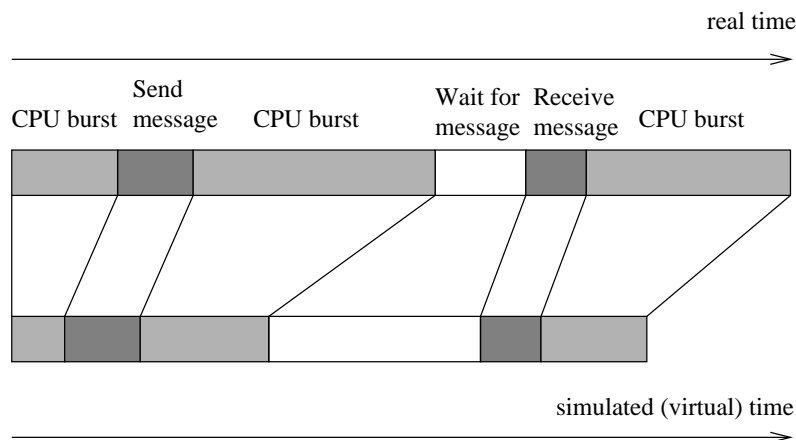 real time
Send
CPU burst message CPU burst
Wait for Receive
message message CPU burst
simulated (virtual) time